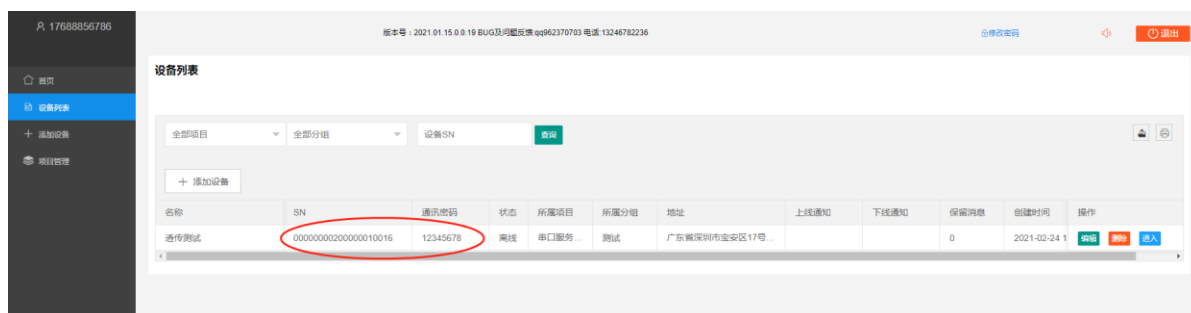 17688856786
版本号：2021.01.15.0.0.19 BUG及问题反馈:qq962370703 电话:13246782236
修改密码
退出
首页
设备列表
添加设备
项目管理
设备列表
全部项目
全部分组
设备SN
查询
添加设备
名称 SN 通讯密码 状态 所属项目 所属分组 地址 上线通知 下线通知 保留消息 创建时间 操作
透传测试 00000000200000010016 12345678 离线 串口服务... 测试 广东省深圳市宝安区17号... 0 2021-02-24 1 编辑 删除 进入